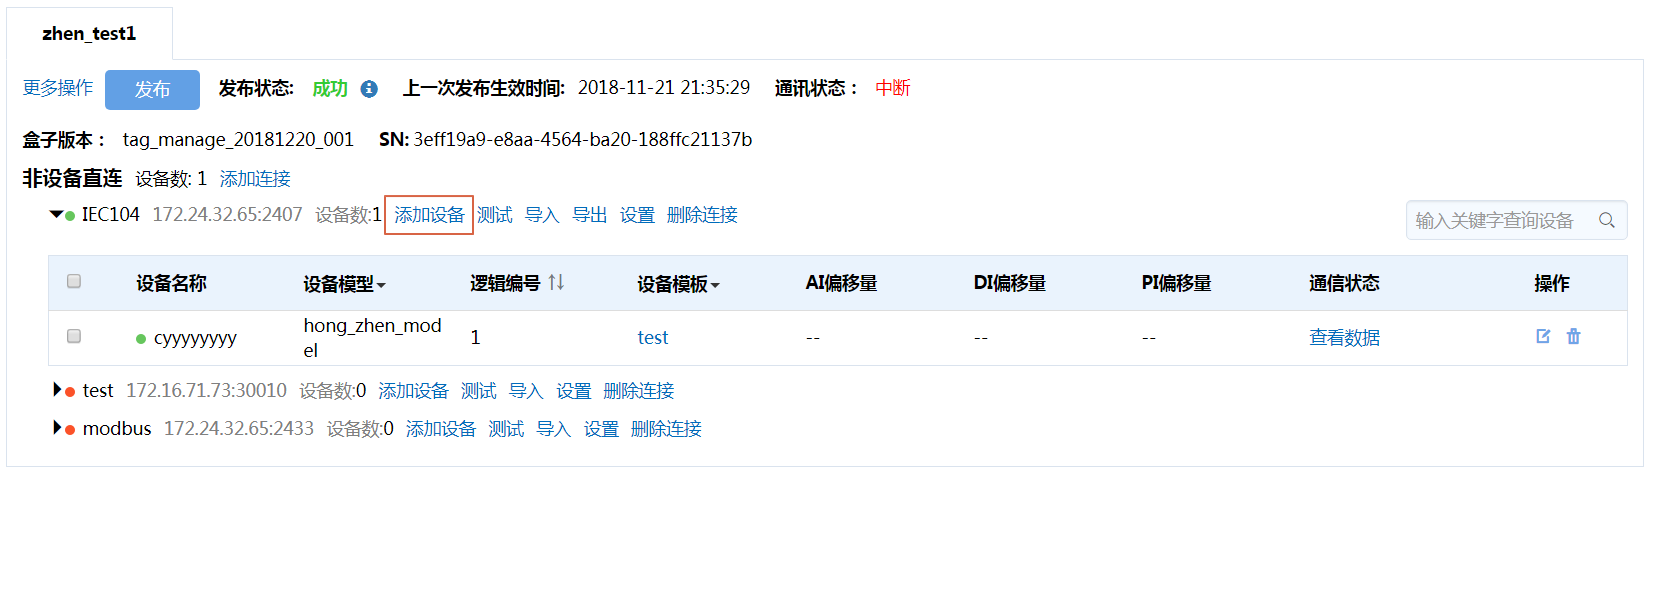 zhen_test1
更多操作 发布 发布状态: 成功 上一次发布生效时间: 2018-11-21 21:35:29 通讯状态： 中断
盒子版本： tag_manage_20181220_001 SN: 3eff19a9-e8aa-4564-ba20-188ffc21137b
非设备直连 设备数: 1 添加连接
IEC104 172.24.32.65:2407 设备数:1 添加设备 测试 导入 导出 设置 删除连接 输入关键字查询设备
设备名称 设备模型 逻辑编号 设备模板 AI偏移量 DI偏移量 PI偏移量 通信状态 操作
cyyyyyyyy hong_zhen_mod
el 1 test -- -- -- 查看数据
test 172.16.71.73:30010 设备数:0 添加设备 测试 导入 设置 删除连接
modbus 172.24.32.65:2433 设备数:0 添加设备 测试 导入 设置 删除连接